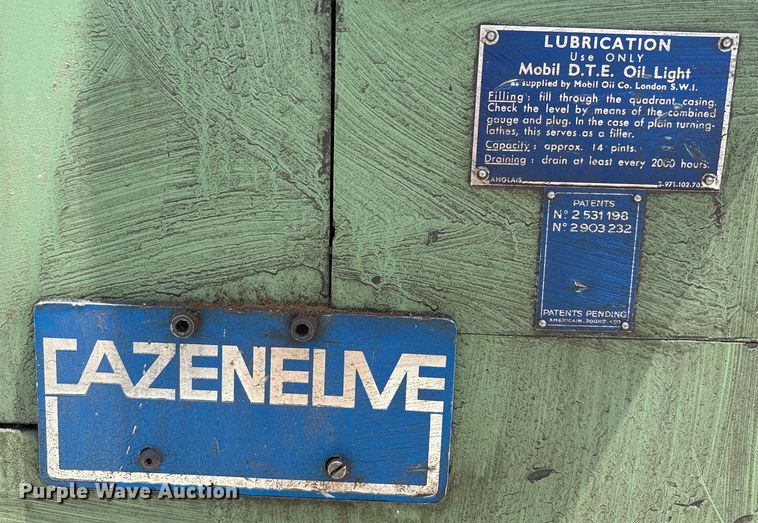 LUBRICATION
Use ONLY
Mobil D.T.E. Oil Light
as supplied by Mobil Oil Co. London S.W.I.
Filling : fill through the quadrant casing.
Check the level by means of the combined
gauge and plug. In the case of plain turning-
lathes, this serves as a filler.
Capacity : approx. 14 pints.
Draining : drain at least every 2000 hours.
ANGLAIS
PATENTS
Nº 2 531 198
Nº 2 903 232
PATENTS PENDING
AMERICAIN
CAZENEUVE
Purple Wave Auction